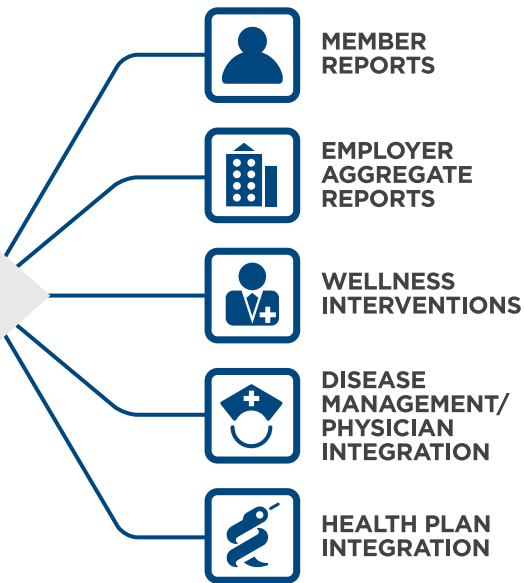 MEMBER
REPORTS
EMPLOYER
AGGREGATE
REPORTS
WELLNESS
INTERVENTIONS
DISEASE
MANAGEMENT/
PHYSICIAN
INTEGRATION
HEALTH PLAN
INTEGRATION